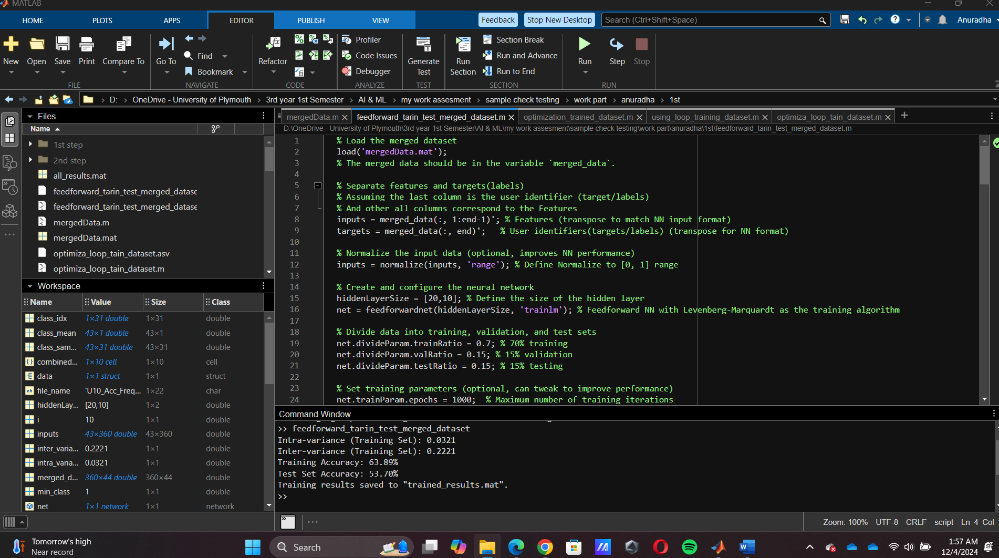 MATLAB
HOME
PLOTS
APPS
EDITOR
PUBLISH
VIEW
Feedback
Stop New Desktop
Search (Ctrl+Shift+Space)
Anuradha
New
Open
Save
Print
Compare To
FILE
Go To
Find
Bookmark
NAVIGATE
Refactor
CODE
Profiler
Code Issues
Debugger
ANALYZE
Generate Test
TEST
Run Section
Section Break
Run and Advance
Run to End
SECTION
Run
Step
Stop
RUN
D: › OneDrive - University of Plymouth › 3rd year 1st Semester › AI & ML › my work assesment › sample check testing › work part › anuradha › 1st
Files
Name
1st step
2nd step
all_results.mat
feedforward_tarin_test_merged_datase
feedforward_tarin_test_merged_datase
mergedData.m
mergedData.mat
optimiza_loop_tain_dataset.asv
optimiza_loop_tain_dataset.m
Workspace
Name Value Size Class
class_idx 1×31 double 1×31 double
class_mean 43×1 double 43×1 double
class_sam... 43×31 double 43×31 double
combined... 1×10 cell 1×10 cell
data 1×1 struct 1×1 struct
file_name 'U10_Acc_Freq... 1×22 char
hiddenLay... [20,10] 1×2 double
i 10 1×1 double
inputs 43×360 double 43×360 double
inter_varia... 0.2221 1×1 double
intra_varia... 0.0321 1×1 double
merged_d... 360×44 double 360×44 double
min_class 1 1×1 double
net 1×1 network 1×1 network
mergedData.m
feedforward_tarin_test_merged_dataset.m
optimization_trained_dataset.m
using_loop_training_dataset.m
optimiza_loop_tain_dataset.m
D:\OneDrive - University of Plymouth\3rd year 1st Semester\AI & ML\my work assesment\sample check testing\work part\anuradha\1st\feedforward_tarin_test_merged_dataset.m
1 % Load the merged dataset
2 load('mergedData.mat');
3 % The merged data should be in the variable `merged_data`.
4
5 % Separate features and targets(labels)
6 % Assuming the last column is the user identifier (target/labels)
7 % And other all columns correspond to the Features
8 inputs = merged_data(:, 1:end-1)'; % Features (transpose to match NN input format)
9 targets = merged_data(:, end)';   % User identifiers(targets/labels) (transpose for NN format)
10
11 % Normalize the input data (optional, improves NN performance)
12 inputs = normalize(inputs, 'range'); % Define Normalize to [0, 1] range
13
14 % Create and configure the neural network
15 hiddenLayerSize = [20,10]; % Define the size of the hidden layer
16 net = feedforwardnet(hiddenLayerSize, 'trainlm'); % Feedforward NN with Levenberg-Marquardt as the training algorithm
17
18 % Divide data into training, validation, and test sets
19 net.divideParam.trainRatio = 0.7; % 70% training
20 net.divideParam.valRatio = 0.15; % 15% validation
21 net.divideParam.testRatio = 0.15; % 15% testing
22
23 % Set training parameters (optional, can tweak to improve performance)
24 net.trainParam.epochs = 1000;  % Maximum number of training iterations
Command Window
>> feedforward_tarin_test_merged_dataset
Intra-variance (Training Set): 0.0321
Inter-variance (Training Set): 0.2221
Training Accuracy: 63.89%
Test Set Accuracy: 53.70%
Training results saved to "trained_results.mat".
>>
Zoom: 100% UTF-8 CRLF script Ln 4 Col
Tomorrow's high
Near record
Search
1:57 AM
12/4/2024